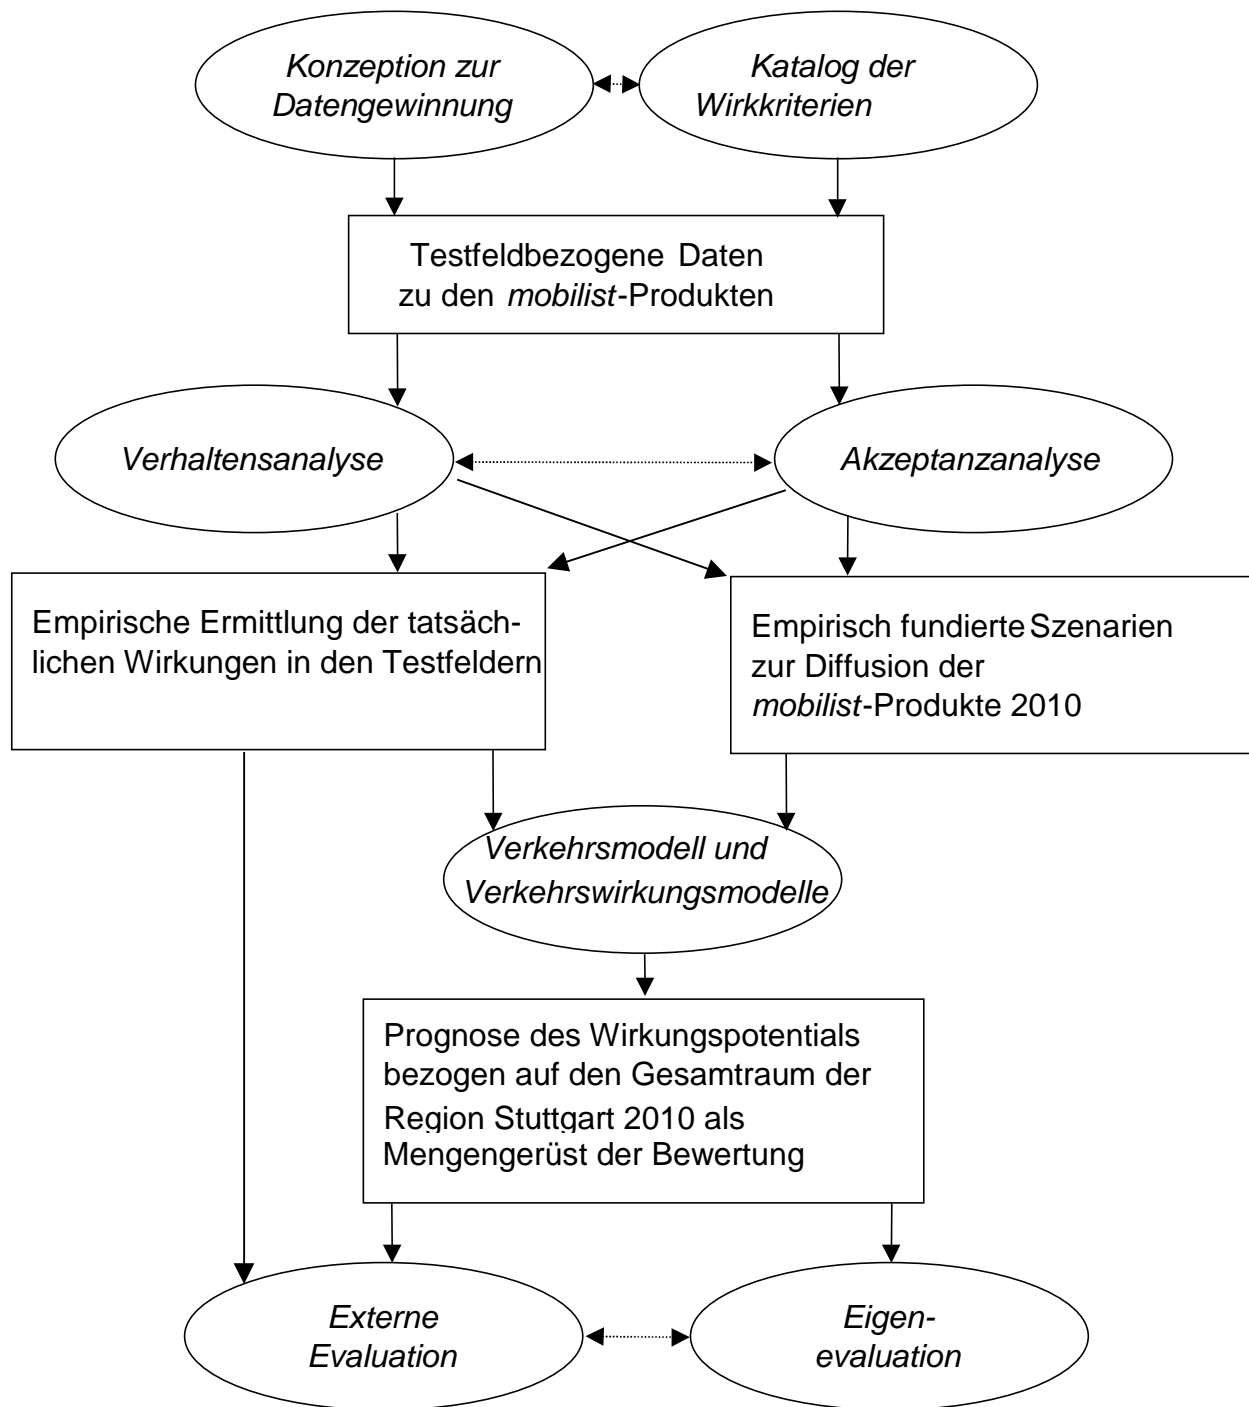 Konzeption zur
Datengewinnung
Katalog der
Wirkkriterien
Testfeldbezogene Daten
zu den mobilist-Produkten
Verhaltensanalyse
Akzeptanzanalyse
Empirische Ermittlung der tatsäch-
lichen Wirkungen in den Testfeldern
Empirisch fundierte Szenarien
zur Diffusion der
mobilist-Produkte 2010
Verkehrsmodell und
Verkehrswirkungsmodelle
Prognose des Wirkungspotentials
bezogen auf den Gesamtraum der
Region Stuttgart 2010 als
Mengengerüst der Bewertung
Externe
Evaluation
Eigen-
evaluation